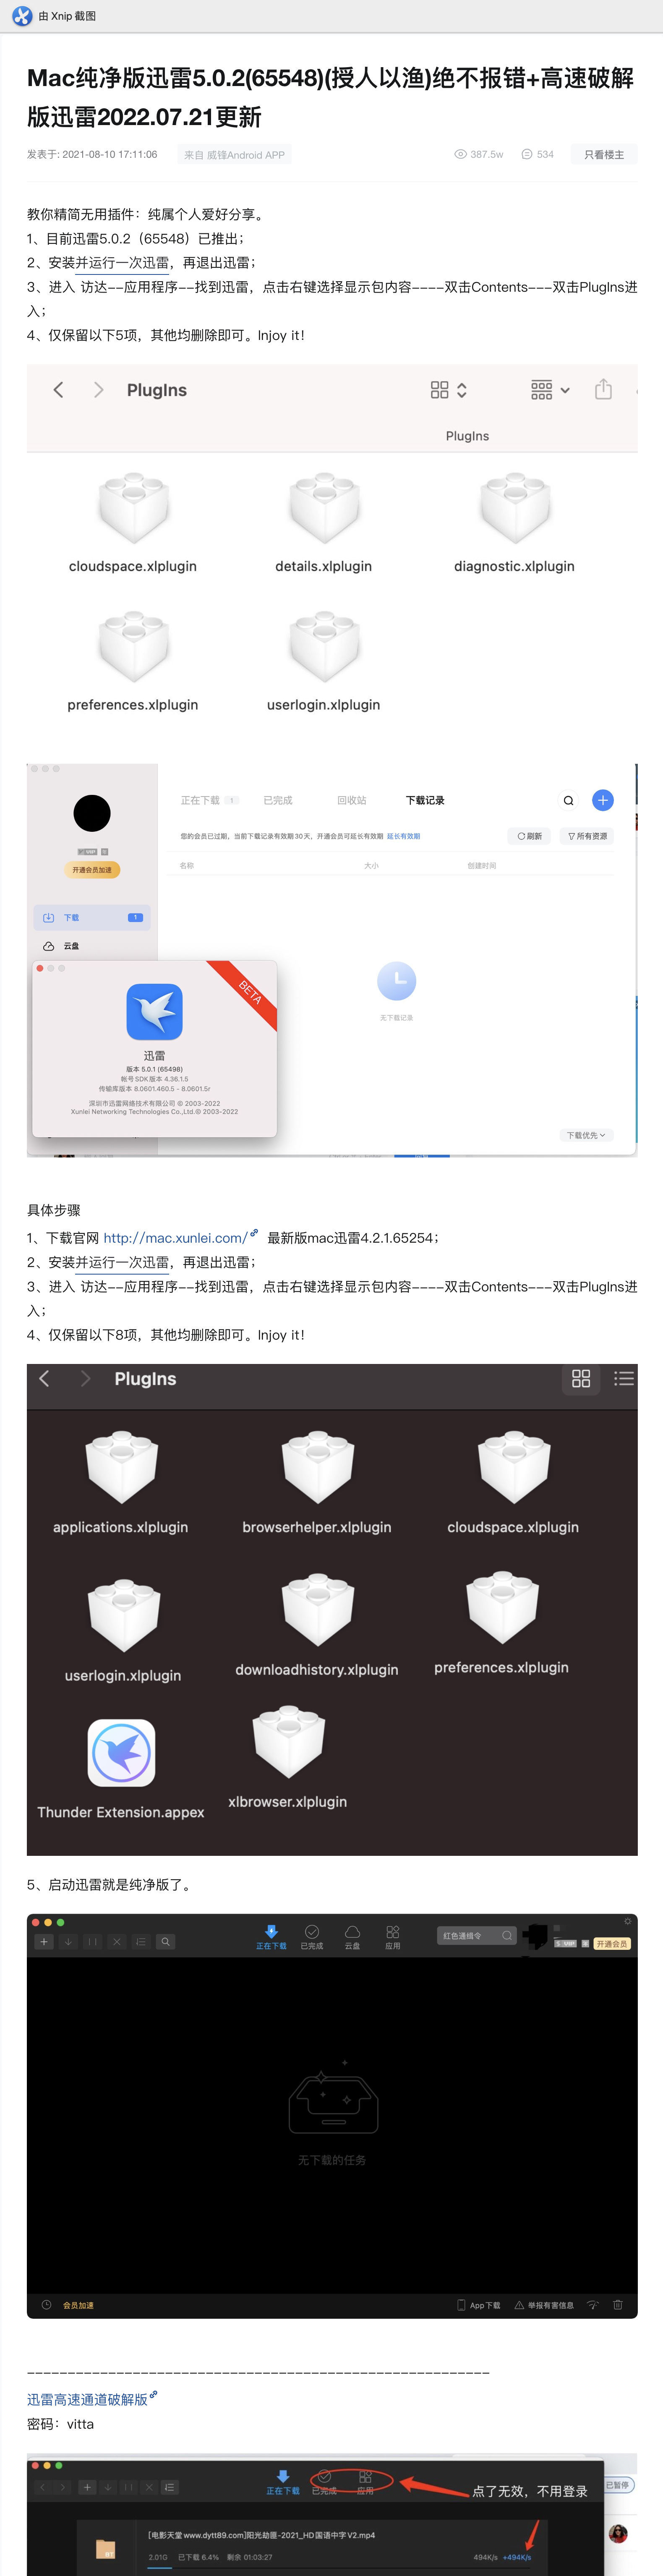 由 Xnip 截图
Mac纯净版迅雷5.0.2(65548)(授人以渔)绝不报错+高速破解
版迅雷2022.07.21更新
发表于: 2021-08-10 17:11:06 来自 威锋Android APP 387.5w 534 只看楼主
教你精简无用插件：纯属个人爱好分享。
1、目前迅雷5.0.2（65548）已推出；
2、安装并运行一次迅雷，再退出迅雷；
3、进入 访达--应用程序--找到迅雷，点击右键选择显示包内容----双击Contents---双击PlugIns进
入；
4、仅保留以下5项，其他均删除即可。Injoy it！
PlugIns
PlugIns
cloudspace.xlplugin details.xlplugin diagnostic.xlplugin
preferences.xlplugin userlogin.xlplugin
正在下载 1 已完成 回收站 下载记录
您的会员已过期，当前下载记录有效期30天，开通会员可延长有效期 延长有效期 刷新 所有资源
开通会员加速
名称 大小 创建时间
下载 1
云盘
BETA
迅雷
版本 5.0.1 (65498)
帐号SDK版本 4.36.1.5
传输库版本 8.0601.460.5 - 8.0601.5r
深圳市迅雷网络技术有限公司 © 2003-2022
Xunlei Networking Technologies Co.,Ltd.© 2003-2022
无下载记录
下载优先
具体步骤
1、下载官网 http://mac.xunlei.com/ 最新版mac迅雷4.2.1.65254；
2、安装并运行一次迅雷，再退出迅雷；
3、进入 访达--应用程序--找到迅雷，点击右键选择显示包内容----双击Contents---双击PlugIns进
入；
4、仅保留以下8项，其他均删除即可。Injoy it！
PlugIns
applications.xlplugin browserhelper.xlplugin cloudspace.xlplugin
userlogin.xlplugin downloadhistory.xlplugin preferences.xlplugin
Thunder Extension.appex xlbrowser.xlplugin
5、启动迅雷就是纯净版了。
正在下载 已完成 云盘 应用 红色通缉令 开通会员
无下载的任务
会员加速 App下载 举报有害信息
---------------------------------------------------------
迅雷高速通道破解版
密码：vitta
正在下载 已完成 应用 点了无效，不用登录 已暂停
[电影天堂www.dytt89.com]阳光劫匪-2021_HD国语中字V2.mp4
BT
2.01G 已下载 6.4% 剩余 01:03:27 494K/s +494K/s